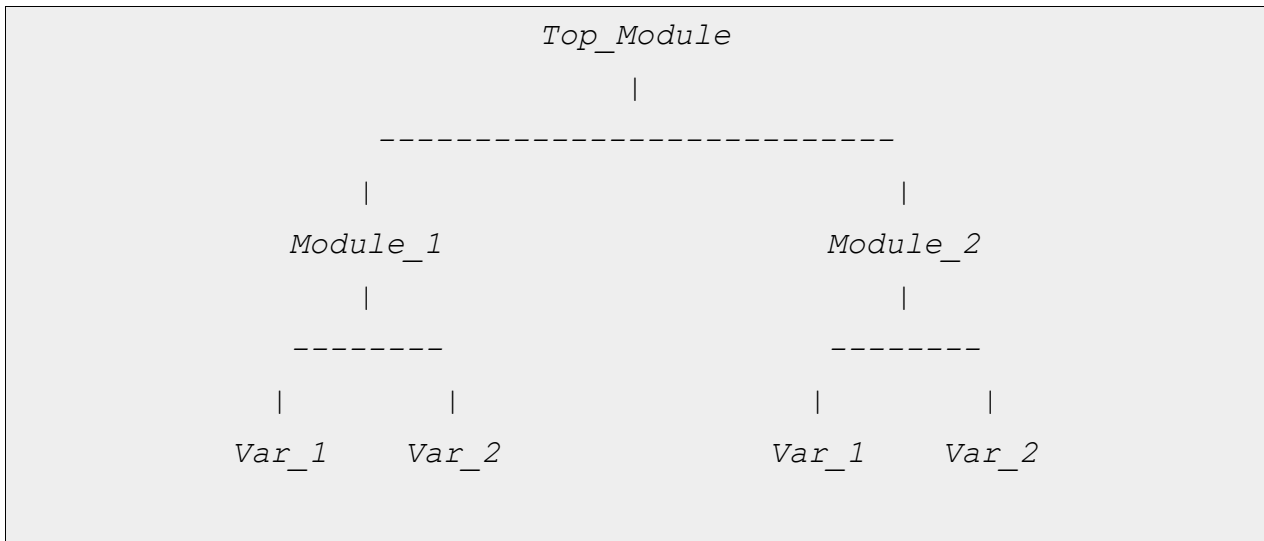 Top_Module
|
---------------------------
| |
Module_1 Module_2
| |
-------- --------
| | | |
Var_1 Var_2 Var_1 Var_2